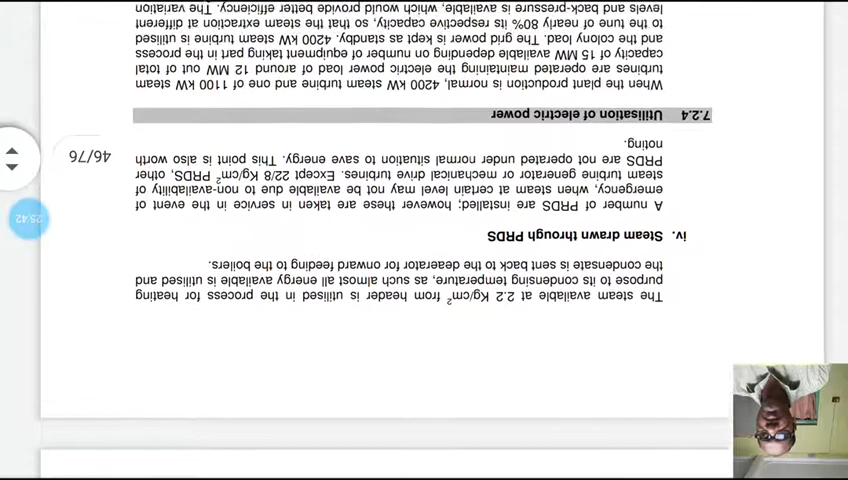 The steam available at 2.2 Kg/cm² from header is utilised in the process for heating
purpose to its condensing temperature, as such almost all energy available is utilised and
the condensate is sent back to the deaerator for onward feeding to the boilers.
iv. Steam drawn through PRDS
A number of PRDS are installed; however these are taken in service in the event of
emergency, when steam at certain level may not be available due to non-availability of
steam turbine generator or mechanical drive turbines. Except 22/8 Kg/cm² PRDS, other
PRDS are not operated under normal situation to save energy. This point is also worth
noting.
46/76
25:42
7.2.4 Utilisation of electric power
When the plant production is normal, 4200 kW steam turbine and one of 1100 kW steam
turbines are operated maintaining the electric power load of around 12 MW out of total
capacity of 15 MW available depending on number of equipment taking part in the process
and the colony load. The grid power is kept as standby. 4200 kW steam turbine is utilised
to the tune of nearly 80% its respective capacity, so that the steam extraction at different
levels and back-pressure is available, which would provide better efficiency. The variation